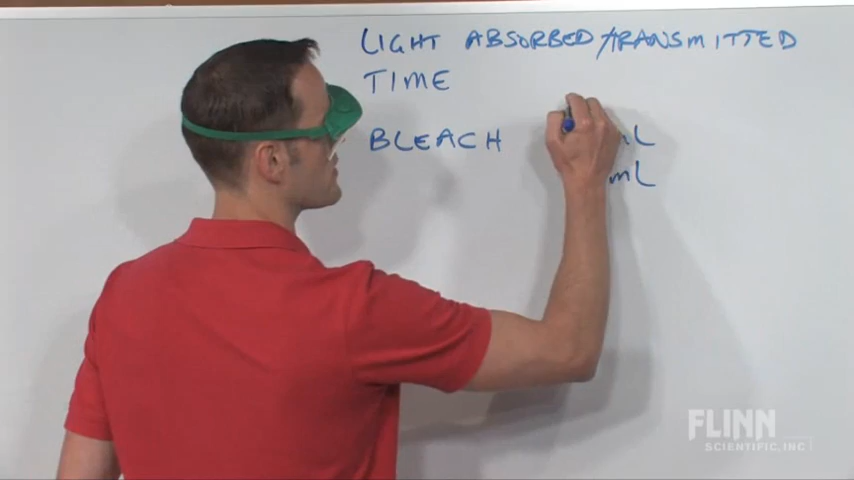 LIGHT ABSORBED/TRANSMITTED
TIME
BLEACH mL
mL
FLINN
SCIENTIFIC, INC